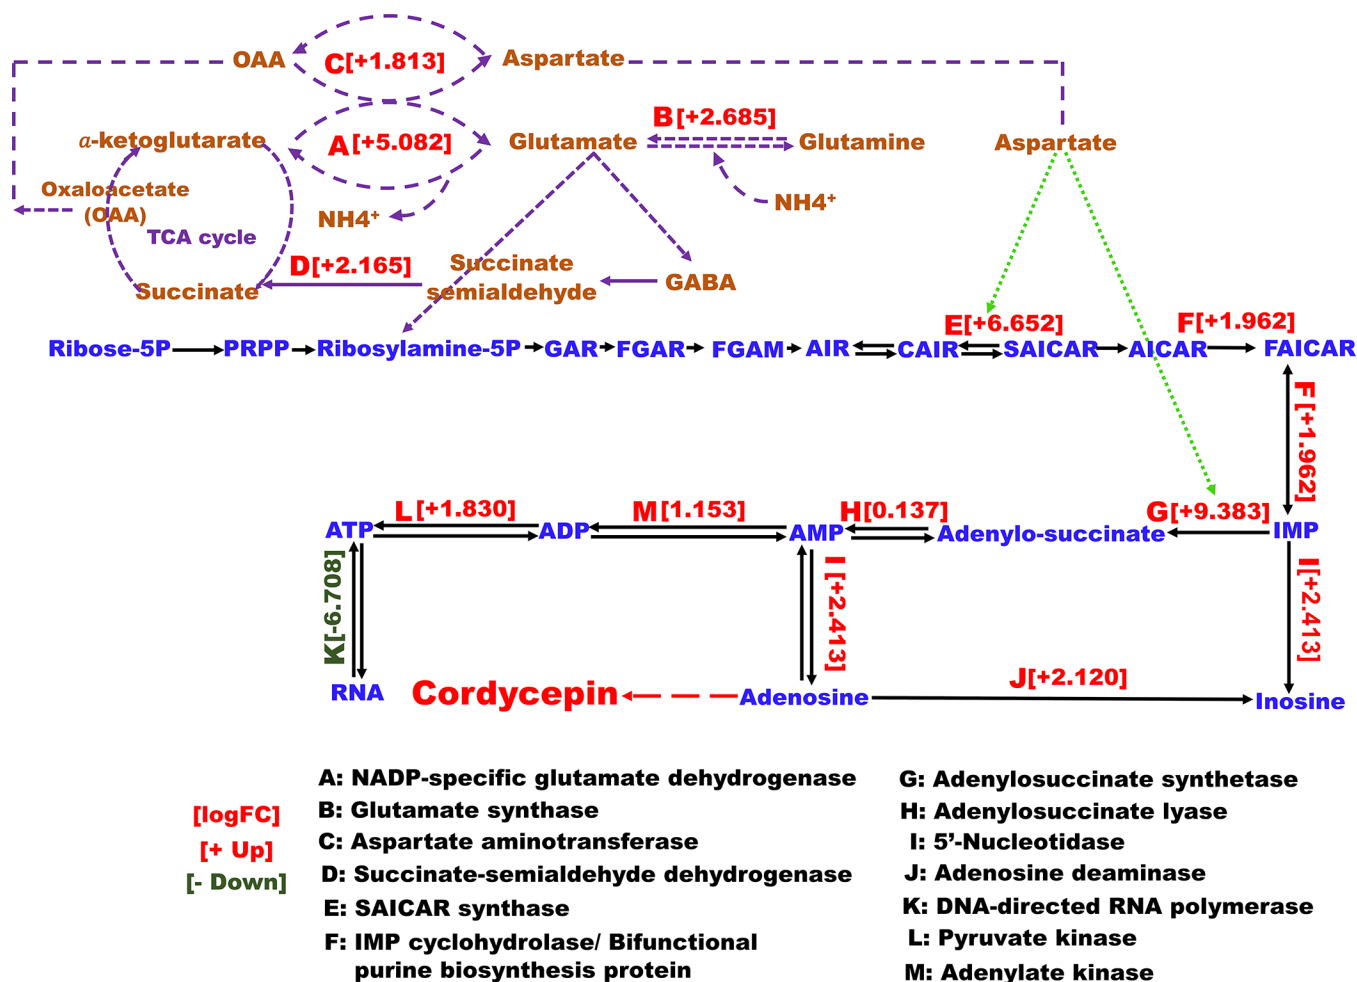 OAA
C[+1.813]
Aspartate
α-ketoglutarate
A[+5.082]
Glutamate
B[+2.685]
Glutamine
Aspartate
Oxaloacetate
(OAA)
NH4⁺
NH4⁺
TCA cycle
Succinate
D[+2.165]
Succinate
semialdehyde
GABA
E[+6.652]
F[+1.962]
Ribose-5P
PRPP
Ribosylamine-5P
GAR
FGAR
FGAM
AIR
CAIR
SAICAR
AICAR
FAICAR
F[+1.962]
ATP
L[+1.830]
ADP
M[1.153]
AMP
H[0.137]
Adenylo-succinate
G[+9.383]
IMP
K[-6.708]
I[+2.413]
I[+2.413]
RNA
Cordycepin
Adenosine
J[+2.120]
Inosine
[logFC]
[+ Up]
[- Down]
A: NADP-specific glutamate dehydrogenase
B: Glutamate synthase
C: Aspartate aminotransferase
D: Succinate-semialdehyde dehydrogenase
E: SAICAR synthase
F: IMP cyclohydrolase/ Bifunctional
purine biosynthesis protein
G: Adenylosuccinate synthetase
H: Adenylosuccinate lyase
I: 5’-Nucleotidase
J: Adenosine deaminase
K: DNA-directed RNA polymerase
L: Pyruvate kinase
M: Adenylate kinase